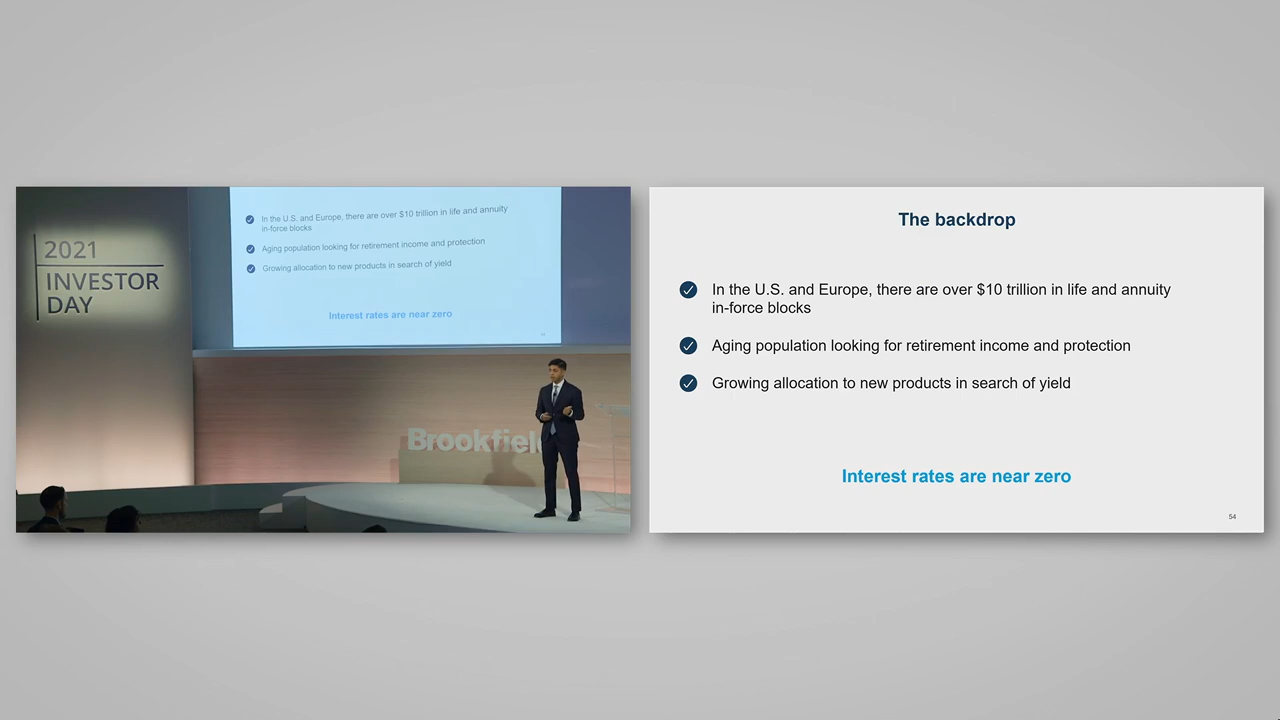 2021
INVESTOR
DAY
In the U.S. and Europe, there are over $10 trillion in life and annuity
in-force blocks
Aging population looking for retirement income and protection
Growing allocation to new products in search of yield
Interest rates are near zero
Brookfield
The backdrop
In the U.S. and Europe, there are over $10 trillion in life and annuity
in-force blocks
Aging population looking for retirement income and protection
Growing allocation to new products in search of yield
Interest rates are near zero
54